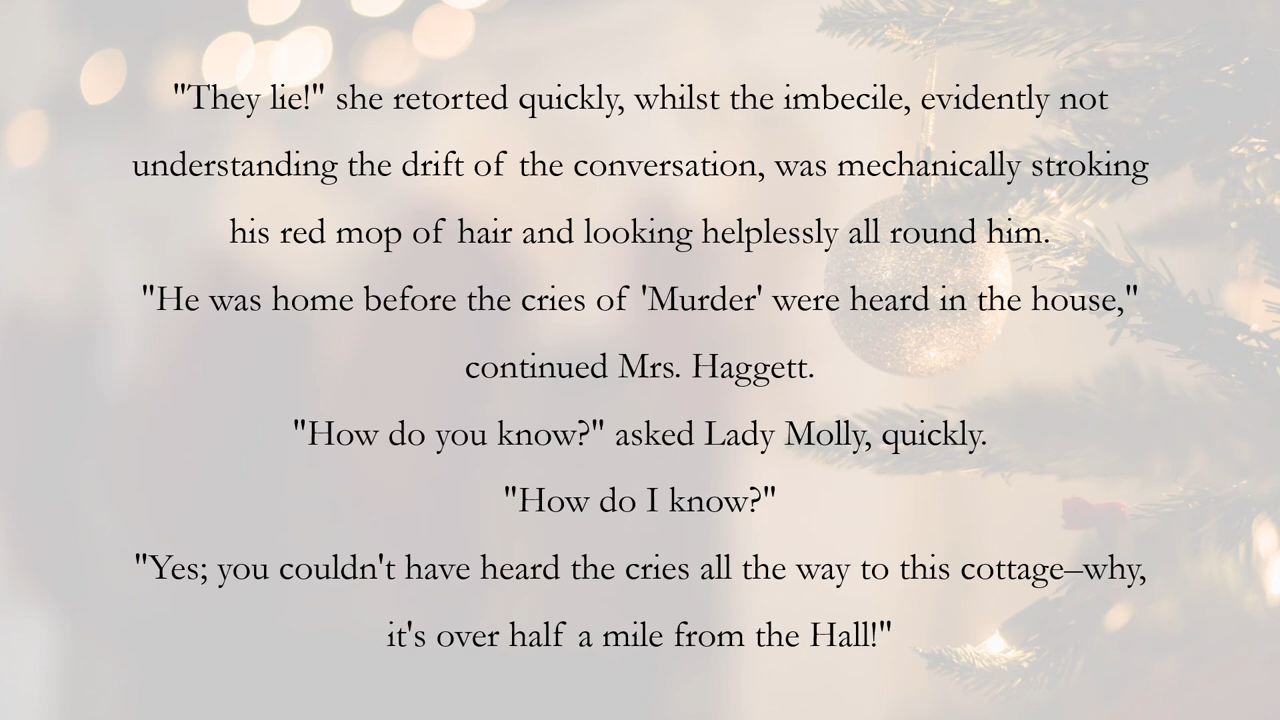 "They lie!" she retorted quickly, whilst the imbecile, evidently not
understanding the drift of the conversation, was mechanically stroking
his red mop of hair and looking helplessly all round him.
"He was home before the cries of 'Murder' were heard in the house,"
continued Mrs. Haggett.
"How do you know?" asked Lady Molly, quickly.
"How do I know?"
"Yes; you couldn't have heard the cries all the way to this cottage–why,
it's over half a mile from the Hall!"